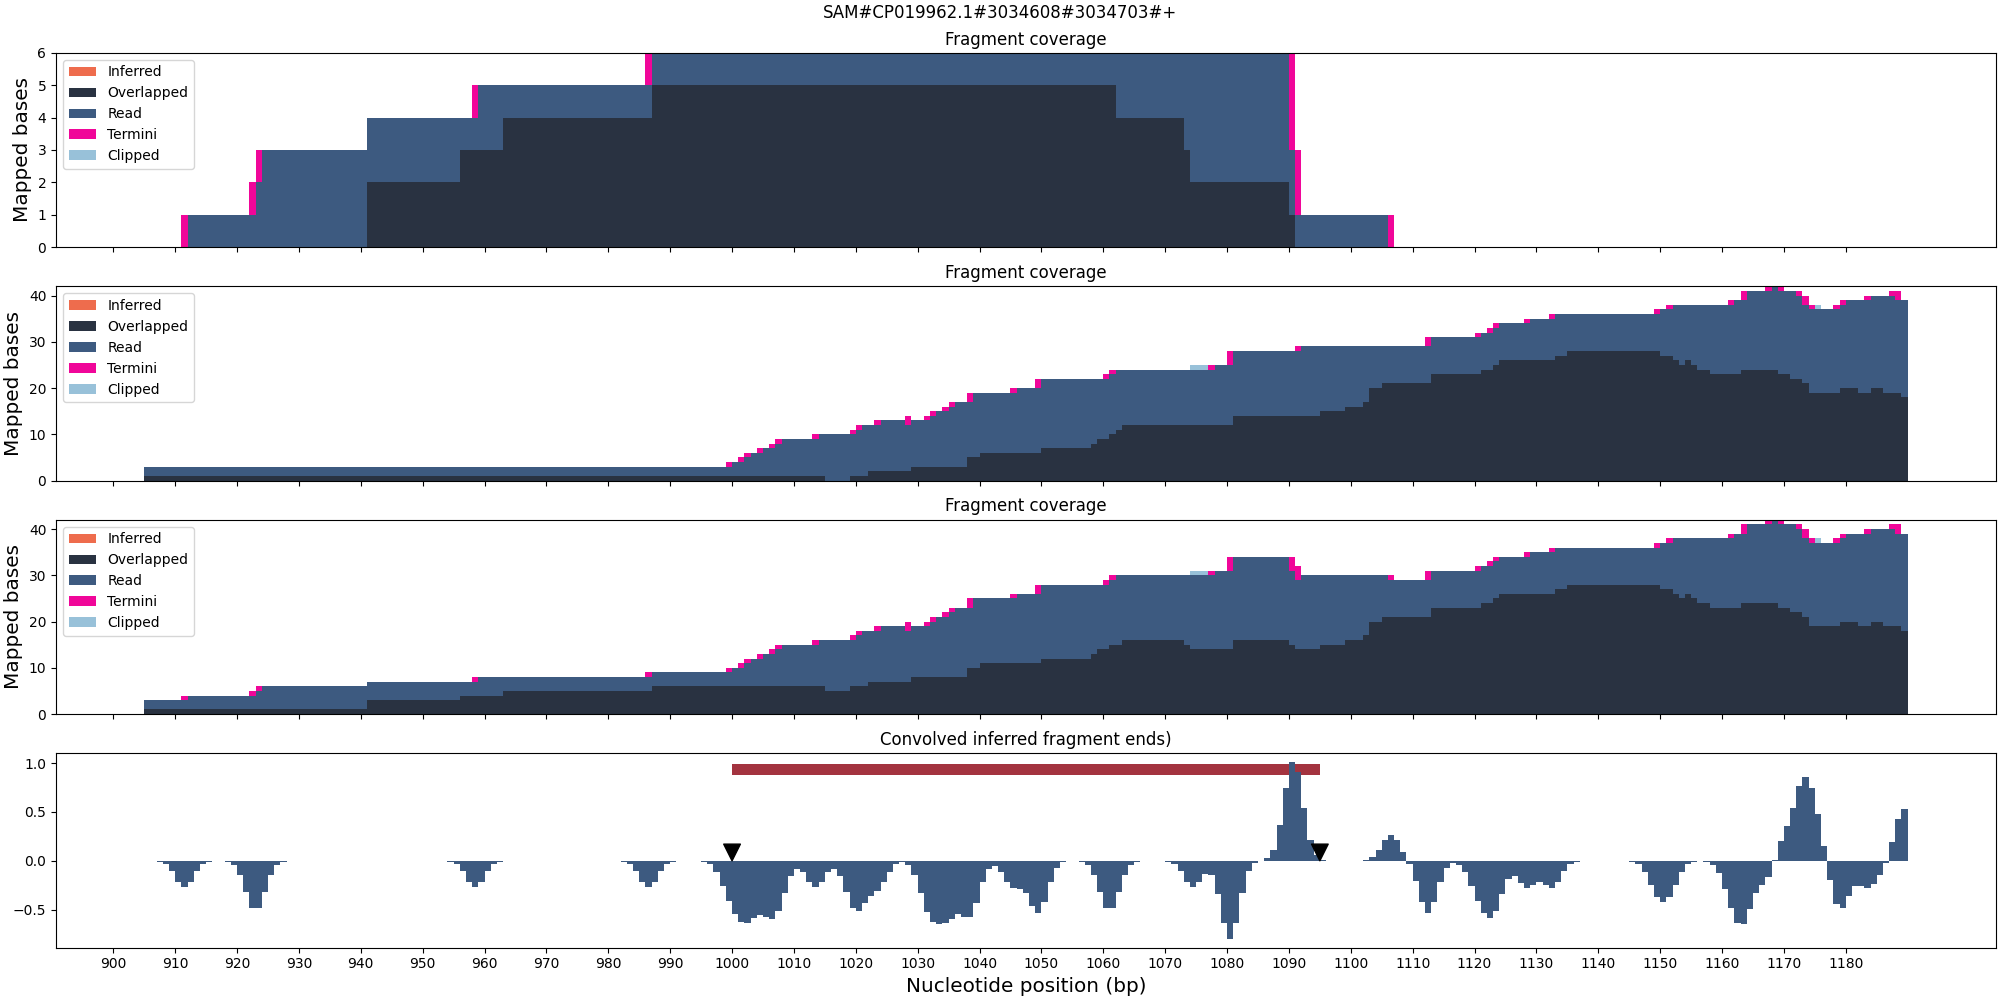 SAM#CP019962.1#3034608#3034703#+
Fragment coverage
Mapped bases
6
5
4
3
2
1
0
Inferred
Overlapped
Read
Termini
Clipped
Fragment coverage
Mapped bases
40
30
20
10
0
Inferred
Overlapped
Read
Termini
Clipped
Fragment coverage
Mapped bases
40
30
20
10
0
Inferred
Overlapped
Read
Termini
Clipped
Convolved inferred fragment ends)
1.0
0.5
0.0
−0.5
900 910 920 930 940 950 960 970 980 990 1000 1010 1020 1030 1040 1050 1060 1070 1080 1090 1100 1110 1120 1130 1140 1150 1160 1170 1180
Nucleotide position (bp)